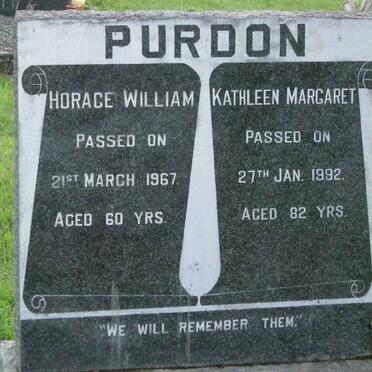 PURDON
HORACE WILLIAM
PASSED ON
21ST MARCH 1967.
AGED 60 YRS.
KATHLEEN MARGARET
PASSED ON
27TH JAN. 1992.
AGED 82 YRS.
"WE WILL REMEMBER THEM."